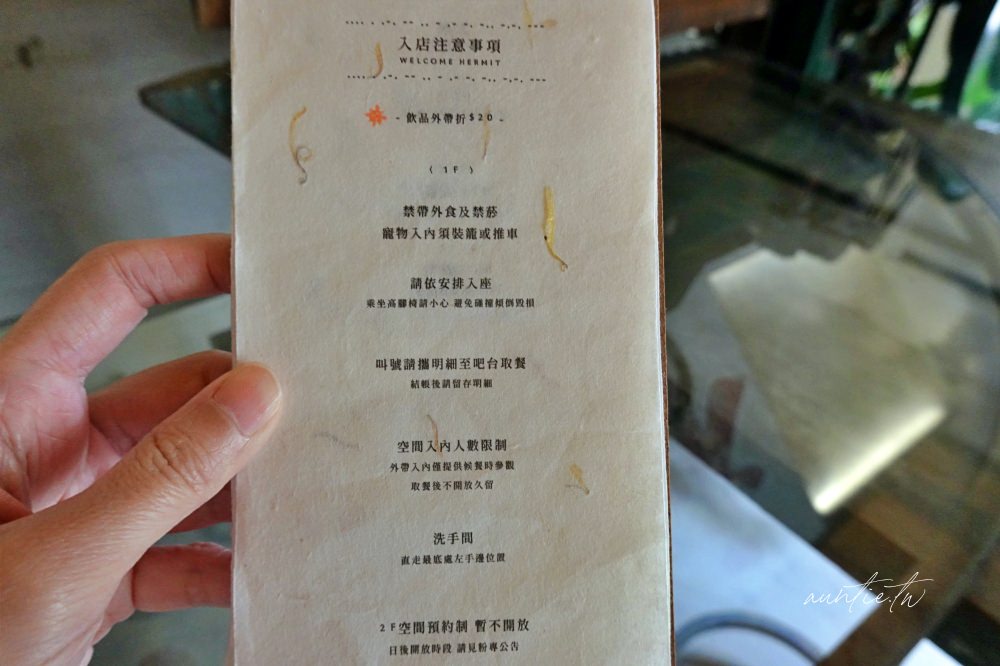 入店注意事項
WELCOME HERMIT
- 飲品外帶折$20 -
( 1F )
禁帶外食及禁菸
寵物入內須裝籠或推車
請依安排入座
乘坐高腳椅請小心 避免碰撞傾倒毀損
叫號請攜明細至吧台取餐
結帳後請留存明細
空間入內人數限制
外帶入內僅提供候餐時參觀
取餐後不開放久留
洗手間
直走最底處左手邊位置
2F空間預約制 暫不開放
日後開放時段 請見粉專公告
auntie.tw